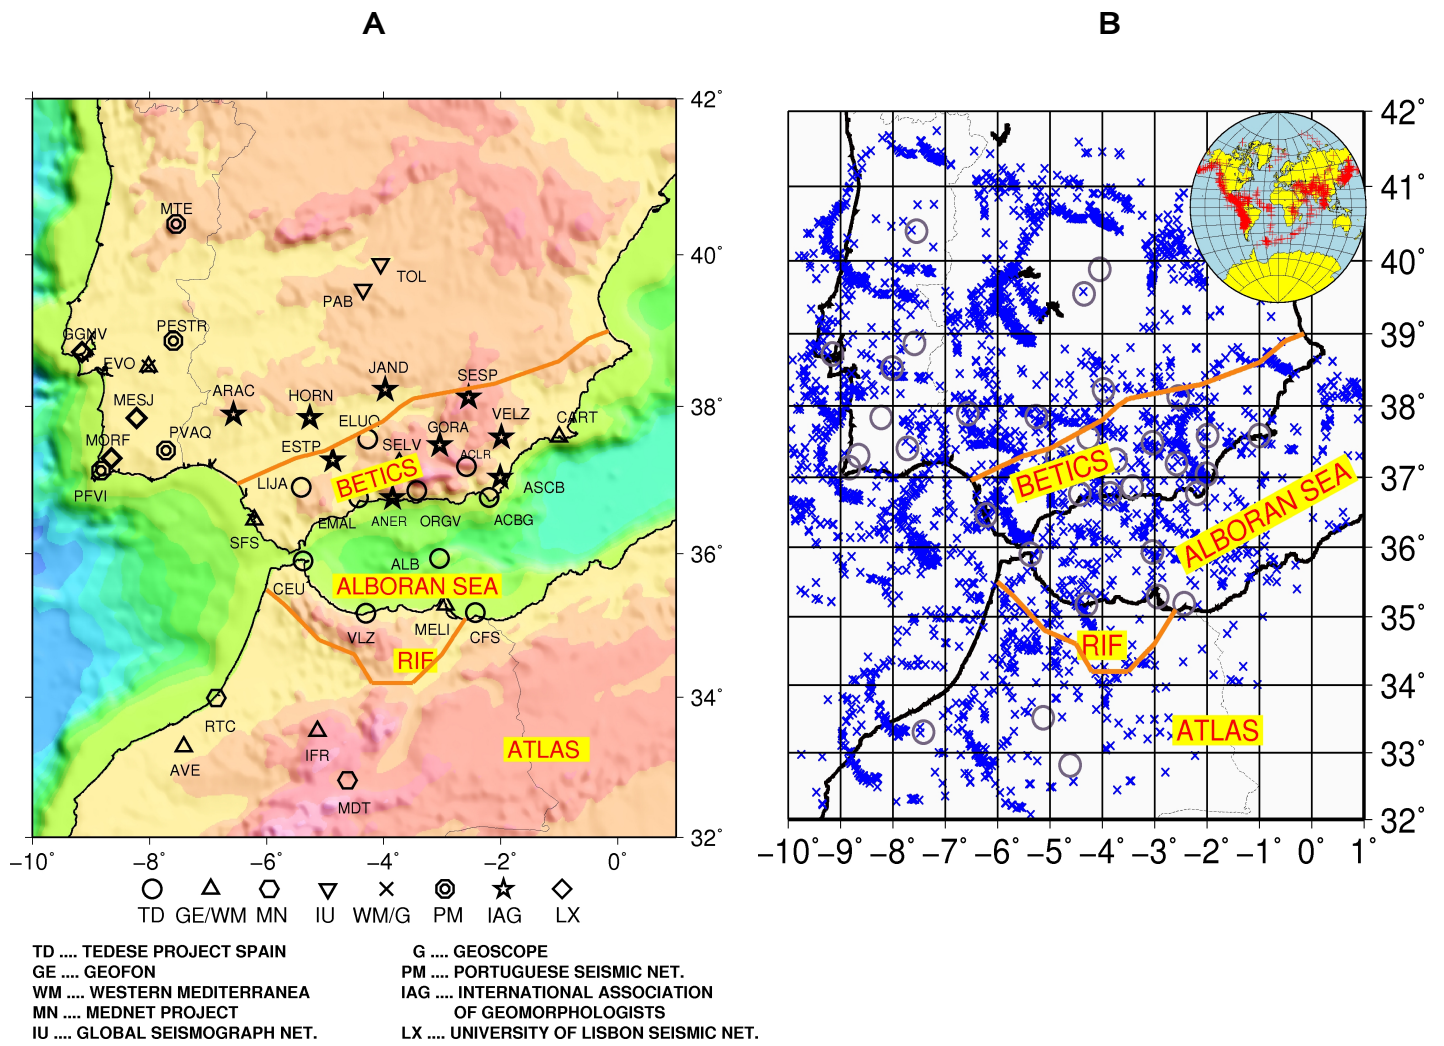 A
B
42°
40°
38°
36°
34°
32°
−10
−8
−6
−4
−2
0
MTE
TOL
PAB
GGNV
PESTR
EVO
JAND
SESP
MESJ
ARAC
HORN
VELZ
CART
ELUQ
GORA
MORF
PVAQ
ESTP
SELV
ACLR
BETICS
PFVI
LIJA
ASCB
EMAL
ANER
ORGV
ACBG
SFS
ALB
CEU
ALBORAN SEA
VLZ
MELI
CFS
RIF
RTC
IFR
ATLAS
AVE
MDT
TD GE/WM MN IU WM/G PM IAG LX
TD .... TEDESE PROJECT SPAIN
GE .... GEOFON
WM .... WESTERN MEDITERRANEA
MN .... MEDNET PROJECT
IU .... GLOBAL SEISMOGRAPH NET.
G .... GEOSCOPE
PM .... PORTUGUESE SEISMIC NET.
IAG .... INTERNATIONAL ASSOCIATION
OF GEOMORPHOLOGISTS
LX .... UNIVERSITY OF LISBON SEISMIC NET.
42°
41°
40°
39°
38°
37°
36°
35°
34°
33°
32°
BETICS
ALBORAN SEA
RIF
ATLAS
−10 −9° −8° −7° −6° −5° −4° −3° −2° −1° 0° 1°